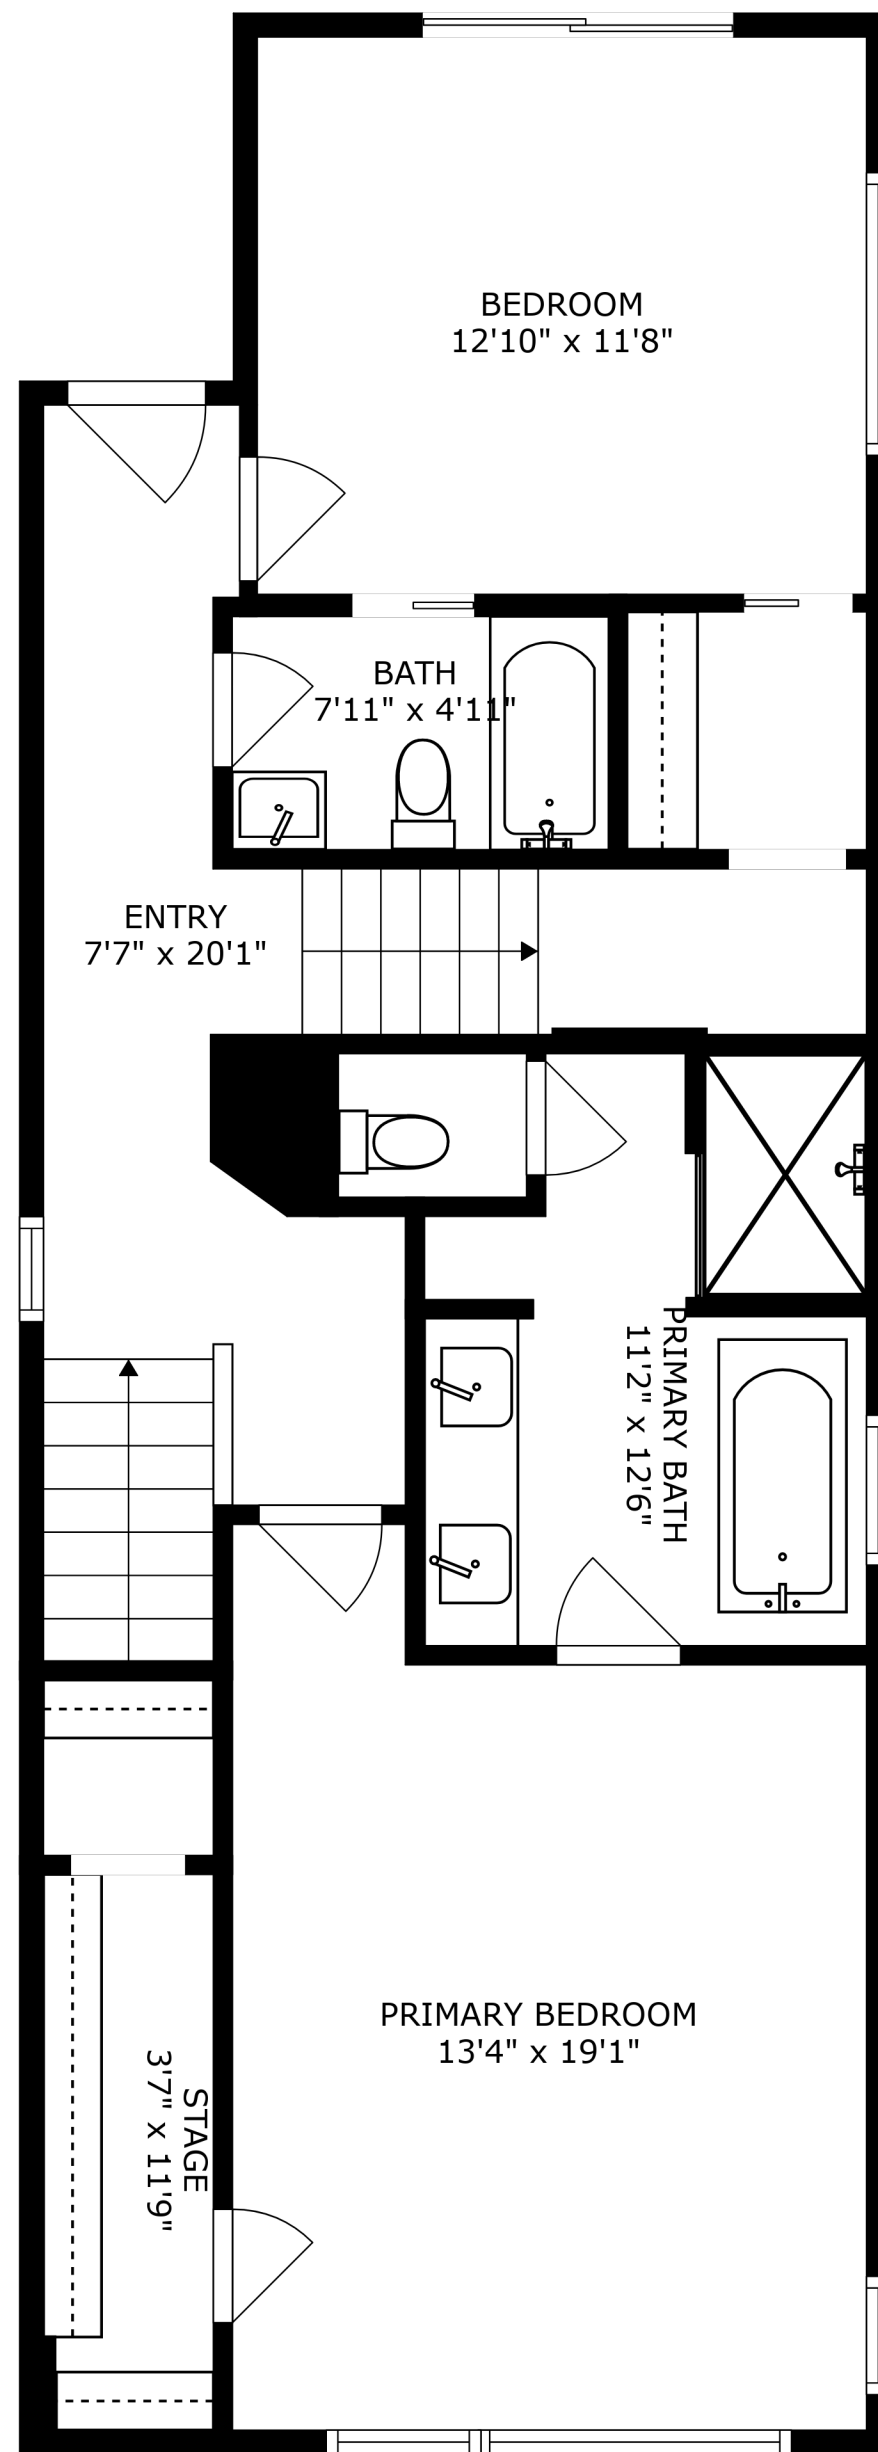 BEDROOM
12'10" x 11'8"
BATH
7'11" x 4'11"
ENTRY
7'7" x 20'1"
PRIMARY BATH
11'2" x 12'6"
PRIMARY BEDROOM
13'4" x 19'1"
STAGE
3'7" x 11'9"